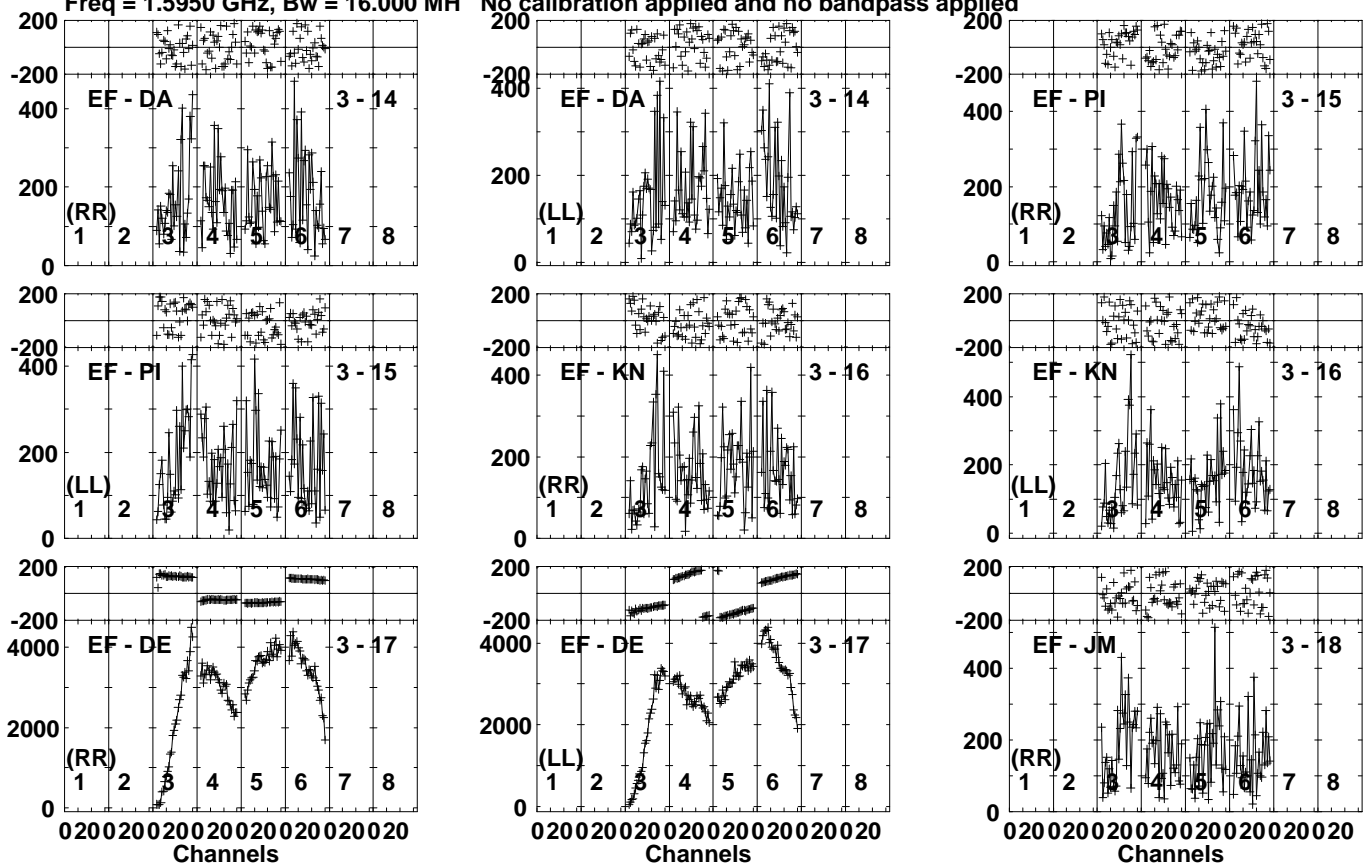 Freq = 1.5950 GHz, Bw = 16.000 MH No calibration applied and no bandpass applied
200
-200
EF - DA 3 - 14
400
200
(RR)
1 2 3 4 5 6 7 8
0
200
-200
EF - DA 3 - 14
400
200
(LL)
1 2 3 4 5 6 7 8
0
200
-200
EF - PI 3 - 15
400
200
(RR)
1 2 3 4 5 6 7 8
0
200
-200
EF - PI 3 - 15
400
200
(LL)
1 2 3 4 5 6 7 8
0
200
-200
EF - KN 3 - 16
400
200
(RR)
1 2 3 4 5 6 7 8
0
200
-200
EF - KN 3 - 16
400
200
(LL)
1 2 3 4 5 6 7 8
0
200
-200
EF - DE 3 - 17
4000
2000
(RR)
1 2 3 4 5 6 7 8
0
0 20 0 20 0 20 0 20 0 20 0 20 0 20 0 20
Channels
200
-200
EF - DE 3 - 17
4000
2000
(LL)
1 2 3 4 5 6 7 8
0
0 20 0 20 0 20 0 20 0 20 0 20 0 20 0 20
Channels
200
-200
EF - JM 3 - 18
400
200
(RR)
1 2 3 4 5 6 7 8
0
0 20 0 20 0 20 0 20 0 20 0 20 0 20 0 20
Channels